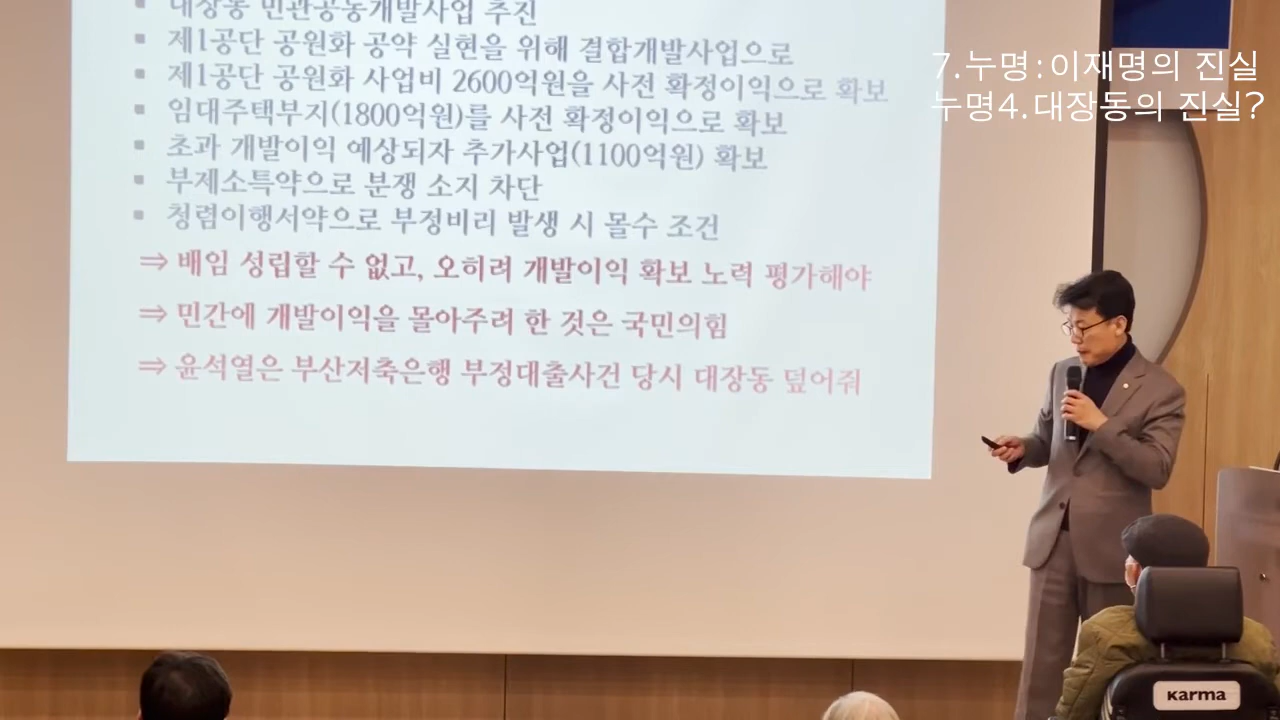 대장동 민관공동개발사업 추진
▪ 제1공단 공원화 공약 실현을 위해 결합개발사업으로
▪ 제1공단 공원화 사업비 2600억원을 사전 확정이익으로 확보
▪ 임대주택부지(1800억원)를 사전 확정이익으로 확보
▪ 초과 개발이익 예상되자 추가사업(1100억원) 확보
▪ 부제소특약으로 분쟁 소지 차단
▪ 청렴이행서약으로 부정비리 발생 시 몰수 조건
⇒ 배임 성립할 수 없고, 오히려 개발이익 확보 노력 평가해야
⇒ 민간에 개발이익을 몰아주려 한 것은 국민의힘
⇒ 윤석열은 부산저축은행 부정대출사건 당시 대장동 덮어줘
7.누명:이재명의 진실
누명4.대장동의 진실?
karma